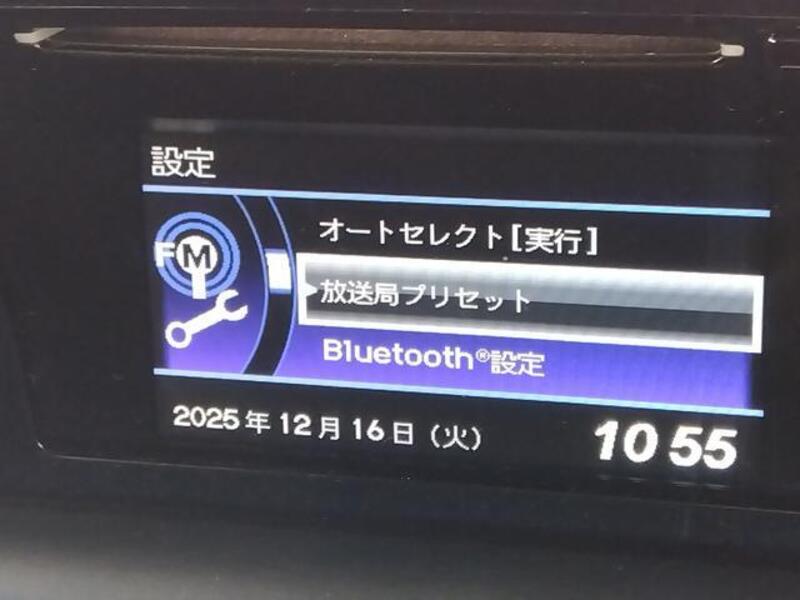 設定
オートセレクト[実行]
FM
放送局プリセット
Bluetooth®設定
2025年12月16日（火） 10 55